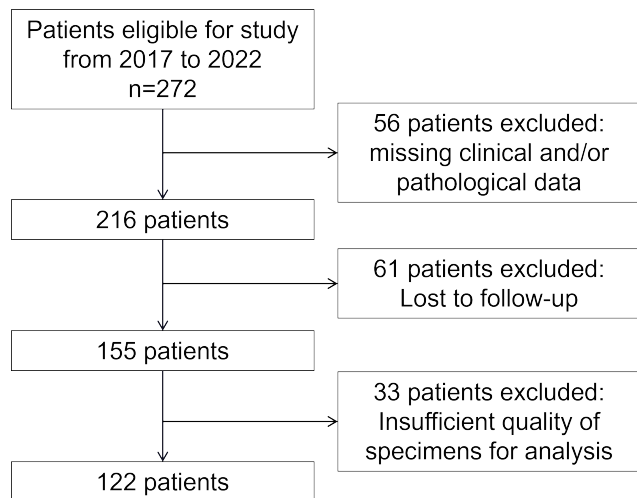 Patients eligible for study
from 2017 to 2022
n=272
56 patients excluded:
missing clinical and/or
pathological data
216 patients
61 patients excluded:
Lost to follow-up
155 patients
33 patients excluded:
Insufficient quality of
specimens for analysis
122 patients